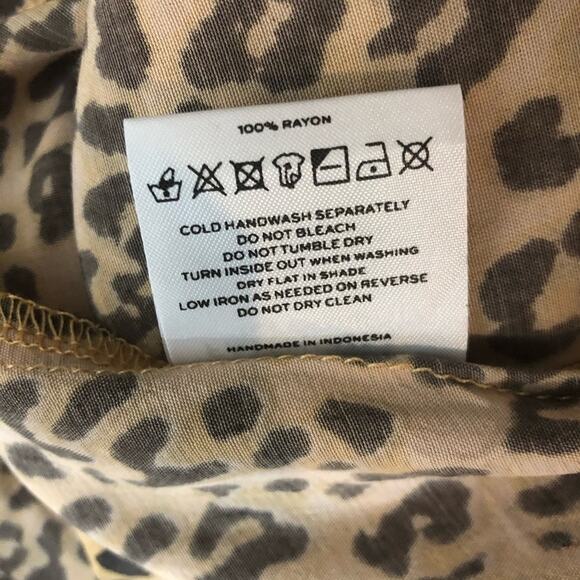 100% RAYON
COLD HANDWASH SEPARATELY
DO NOT BLEACH
DO NOT TUMBLE DRY
TURN INSIDE OUT WHEN WASHING
DRY FLAT IN SHADE
LOW IRON AS NEEDED ON REVERSE
DO NOT DRY CLEAN
HANDMADE IN INDONESIA